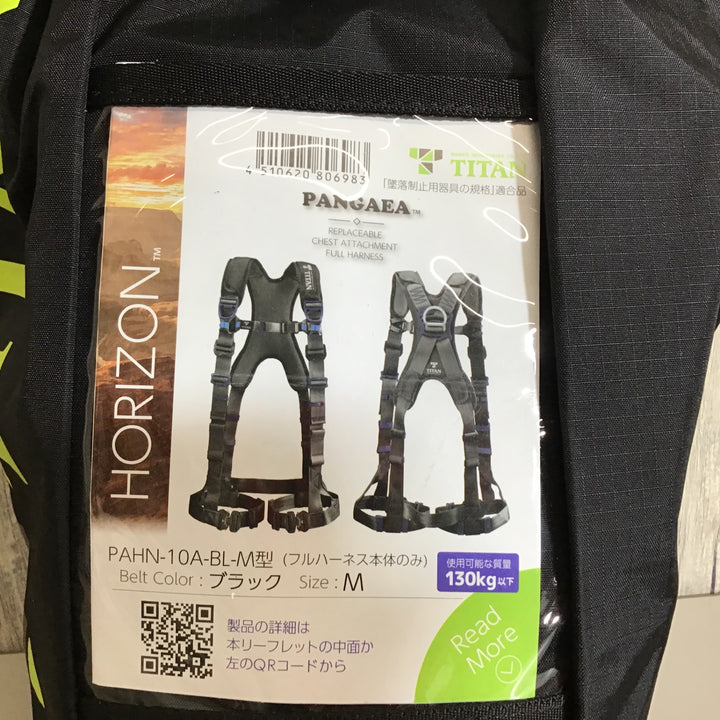 4 510620 806983
TITAN
「墜落制止用器具の規格」適合品
PANGAEA™
REPLACEABLE
CHEST ATTACHMENT
FULL HARNESS
HORIZON™
TITAN
TITAN
PAHN-10A-BL-M型 (フルハーネス本体のみ)
Belt Color : ブラック Size : M
使用可能な質量
130kg以下
製品の詳細は
本リーフレットの中面か
左のQRコードから
Read
More